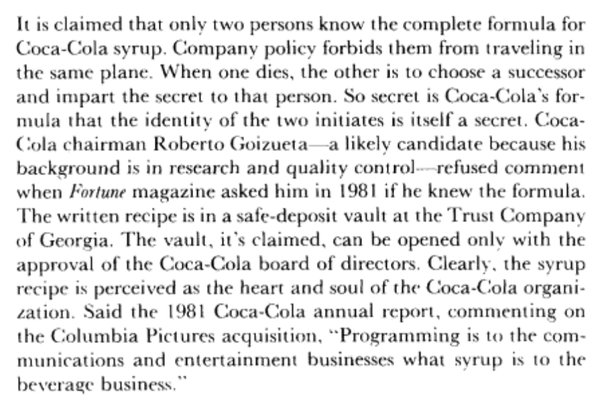 It is claimed that only two persons know the complete formula for
Coca-Cola syrup. Company policy forbids them from traveling in
the same plane. When one dies, the other is to choose a successor
and impart the secret to that person. So secret is Coca-Cola's for-
mula that the identity of the two initiates is itself a secret. Coca-
Cola chairman Roberto Goizueta—a likely candidate because his
background is in research and quality control—refused comment
when Fortune magazine asked him in 1981 if he knew the formula.
The written recipe is in a safe-deposit vault at the Trust Company
of Georgia. The vault, it's claimed, can be opened only with the
approval of the Coca-Cola board of directors. Clearly, the syrup
recipe is perceived as the heart and soul of the Coca-Cola organi-
zation. Said the 1981 Coca-Cola annual report, commenting on
the Columbia Pictures acquisition, "Programming is to the com-
munications and entertainment businesses what syrup is to the
beverage business."